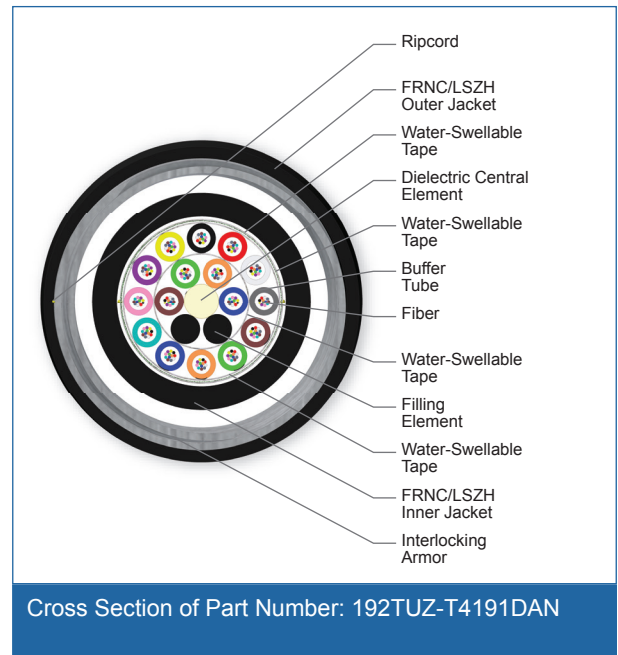 Ripcord
FRNC/LSZH
Outer Jacket
Water-Swellable
Tape
Dielectric Central
Element
Water-Swellable
Tape
Buffer
Tube
Fiber
Water-Swellable
Tape
Filling
Element
Water-Swellable
Tape
FRNC/LSZH
Inner Jacket
Interlocking
Armor
Cross Section of Part Number: 192TUZ-T4191DAN